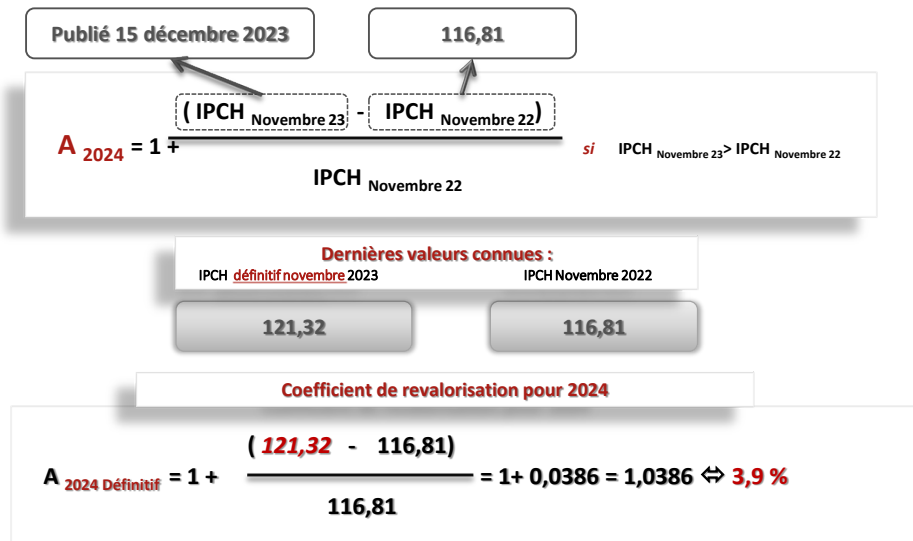 Publié 15 décembre 2023
116,81
( IPCH Novembre 23 - IPCH Novembre 22)
A 2024 = 1 +
si IPCH Novembre 23> IPCH Novembre 22
IPCH Novembre 22
Dernières valeurs connues :
IPCH définitif novembre 2023
IPCH Novembre 2022
121,32
116,81
Coefficient de revalorisation pour 2024
( 121,32 - 116,81)
A 2024 Définitif = 1 +
= 1+ 0,0386 = 1,0386 ⇔ 3,9 %
116,81